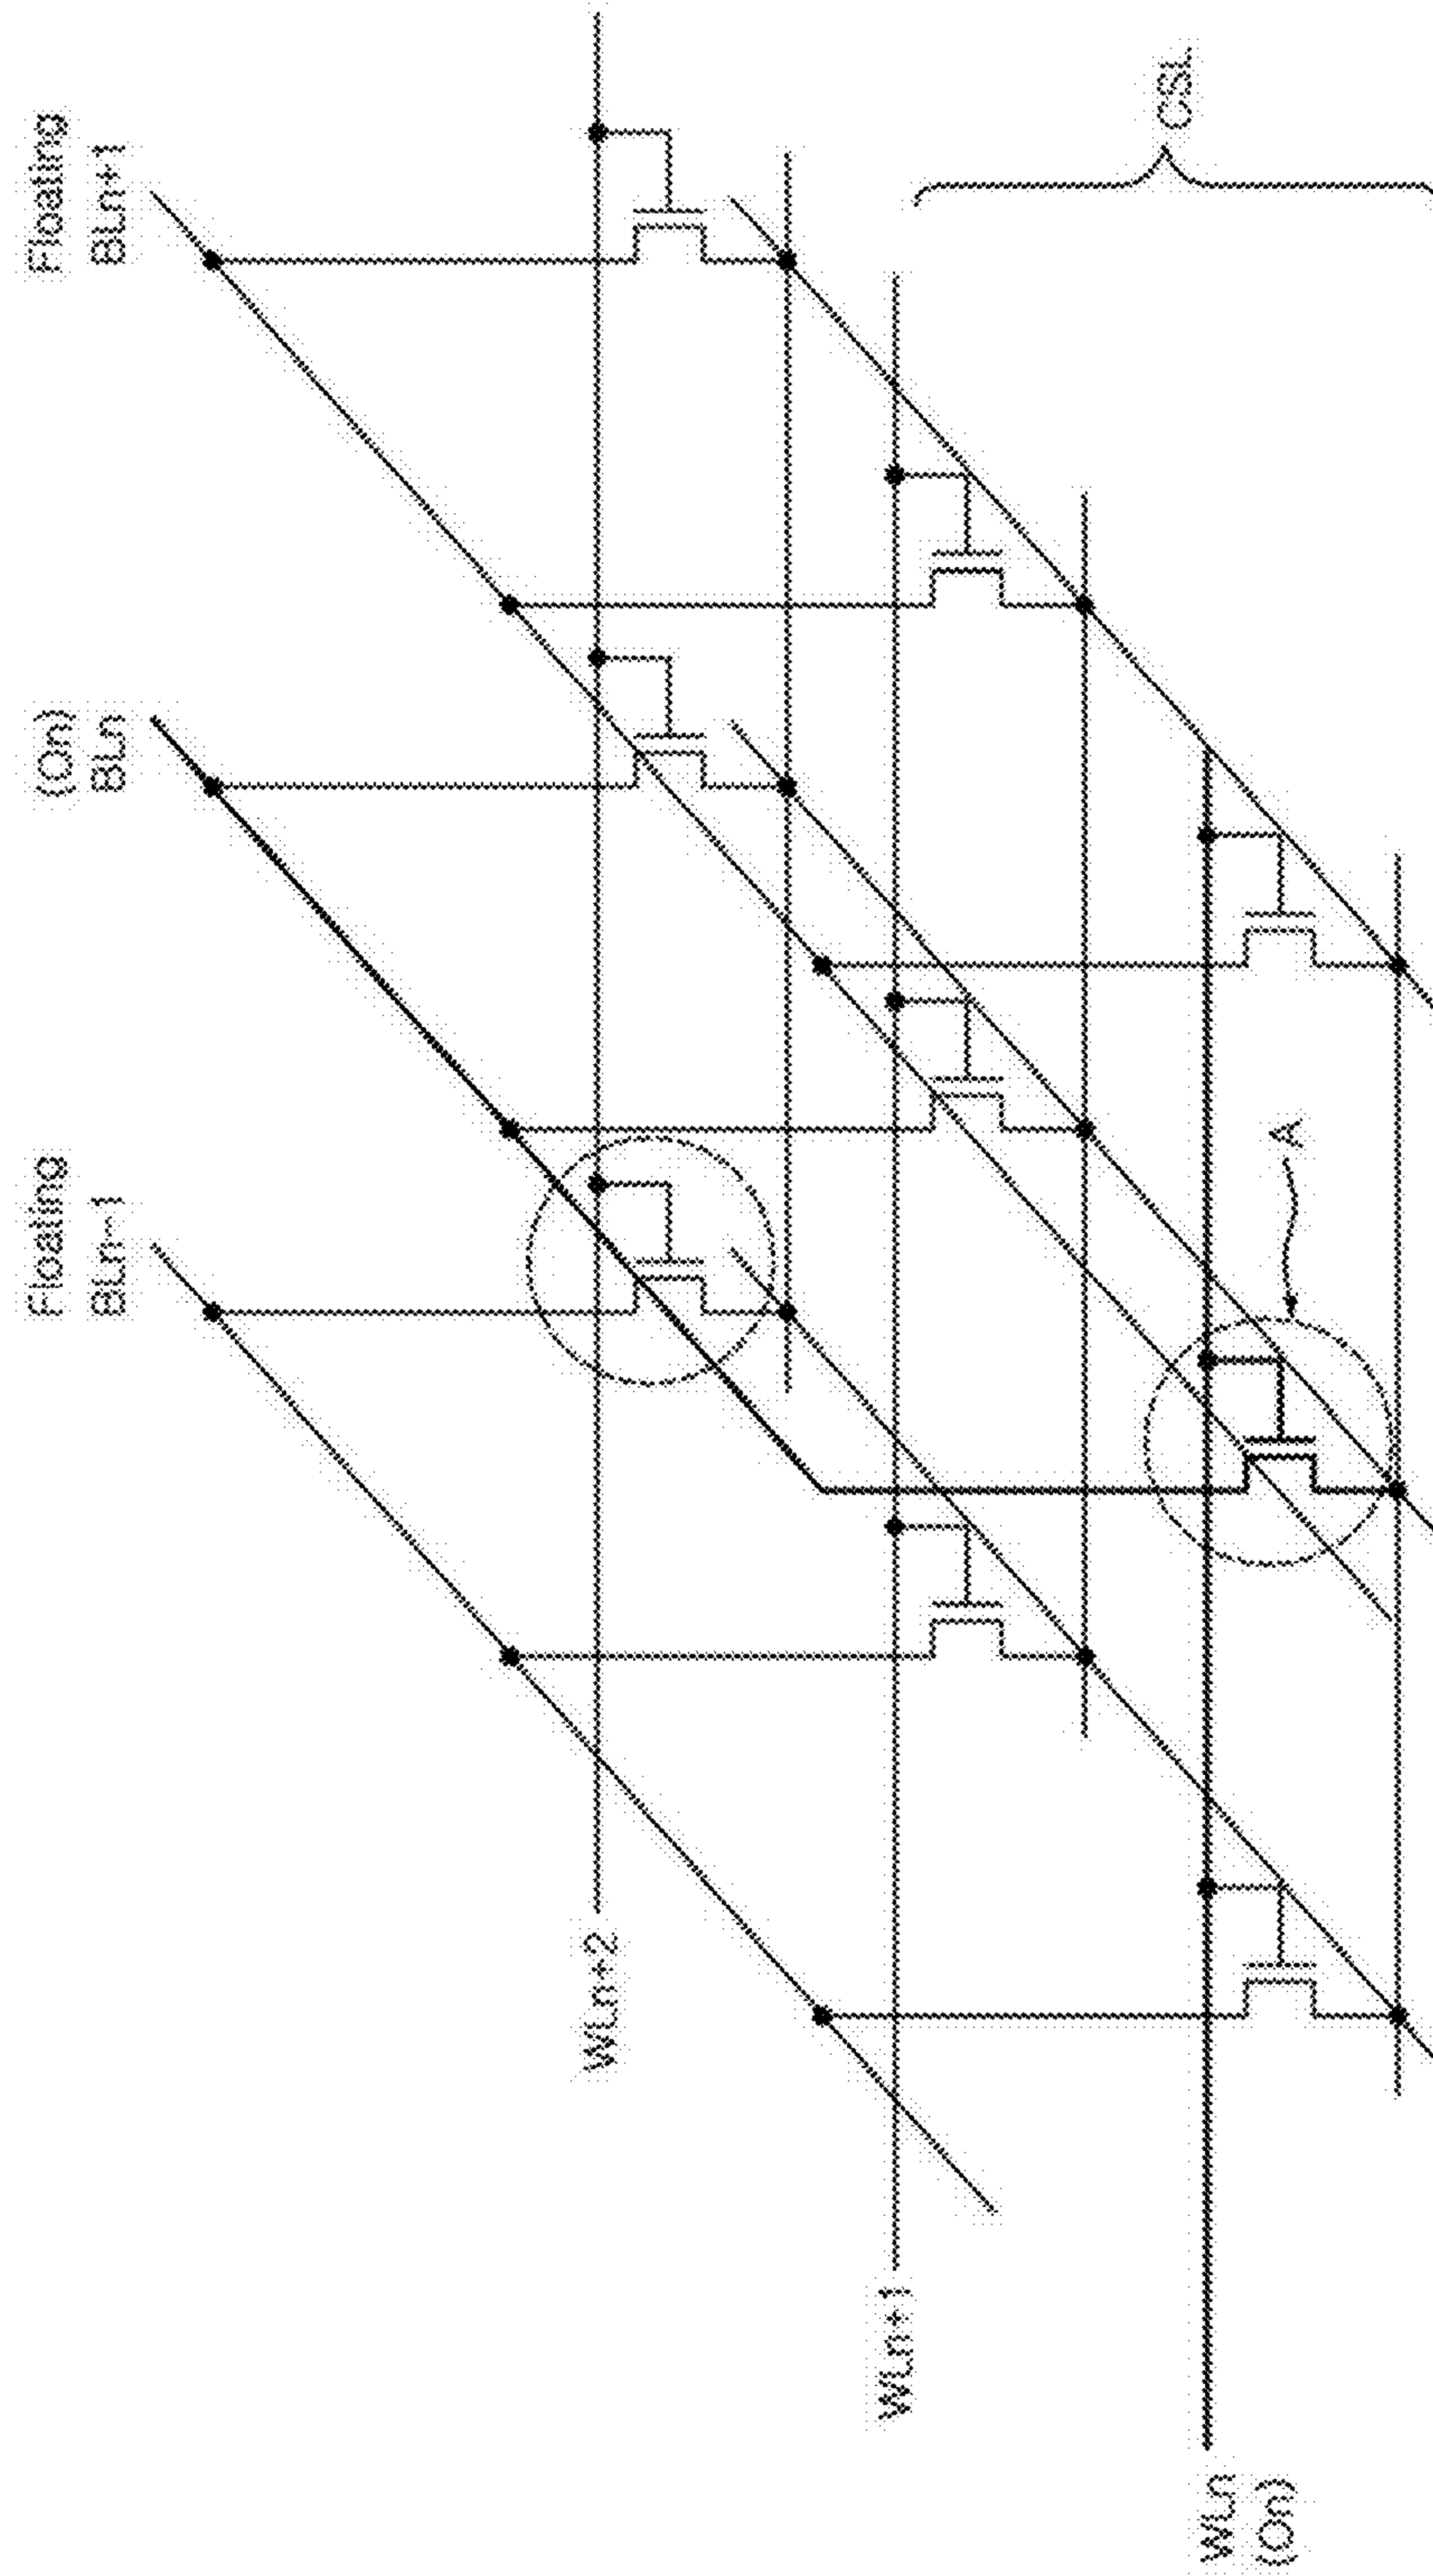 Floating
BLn-1
(On)
BLn
Floating
BLn+1
WLn+2
WLn+1
WLn
(On)
A
CSL